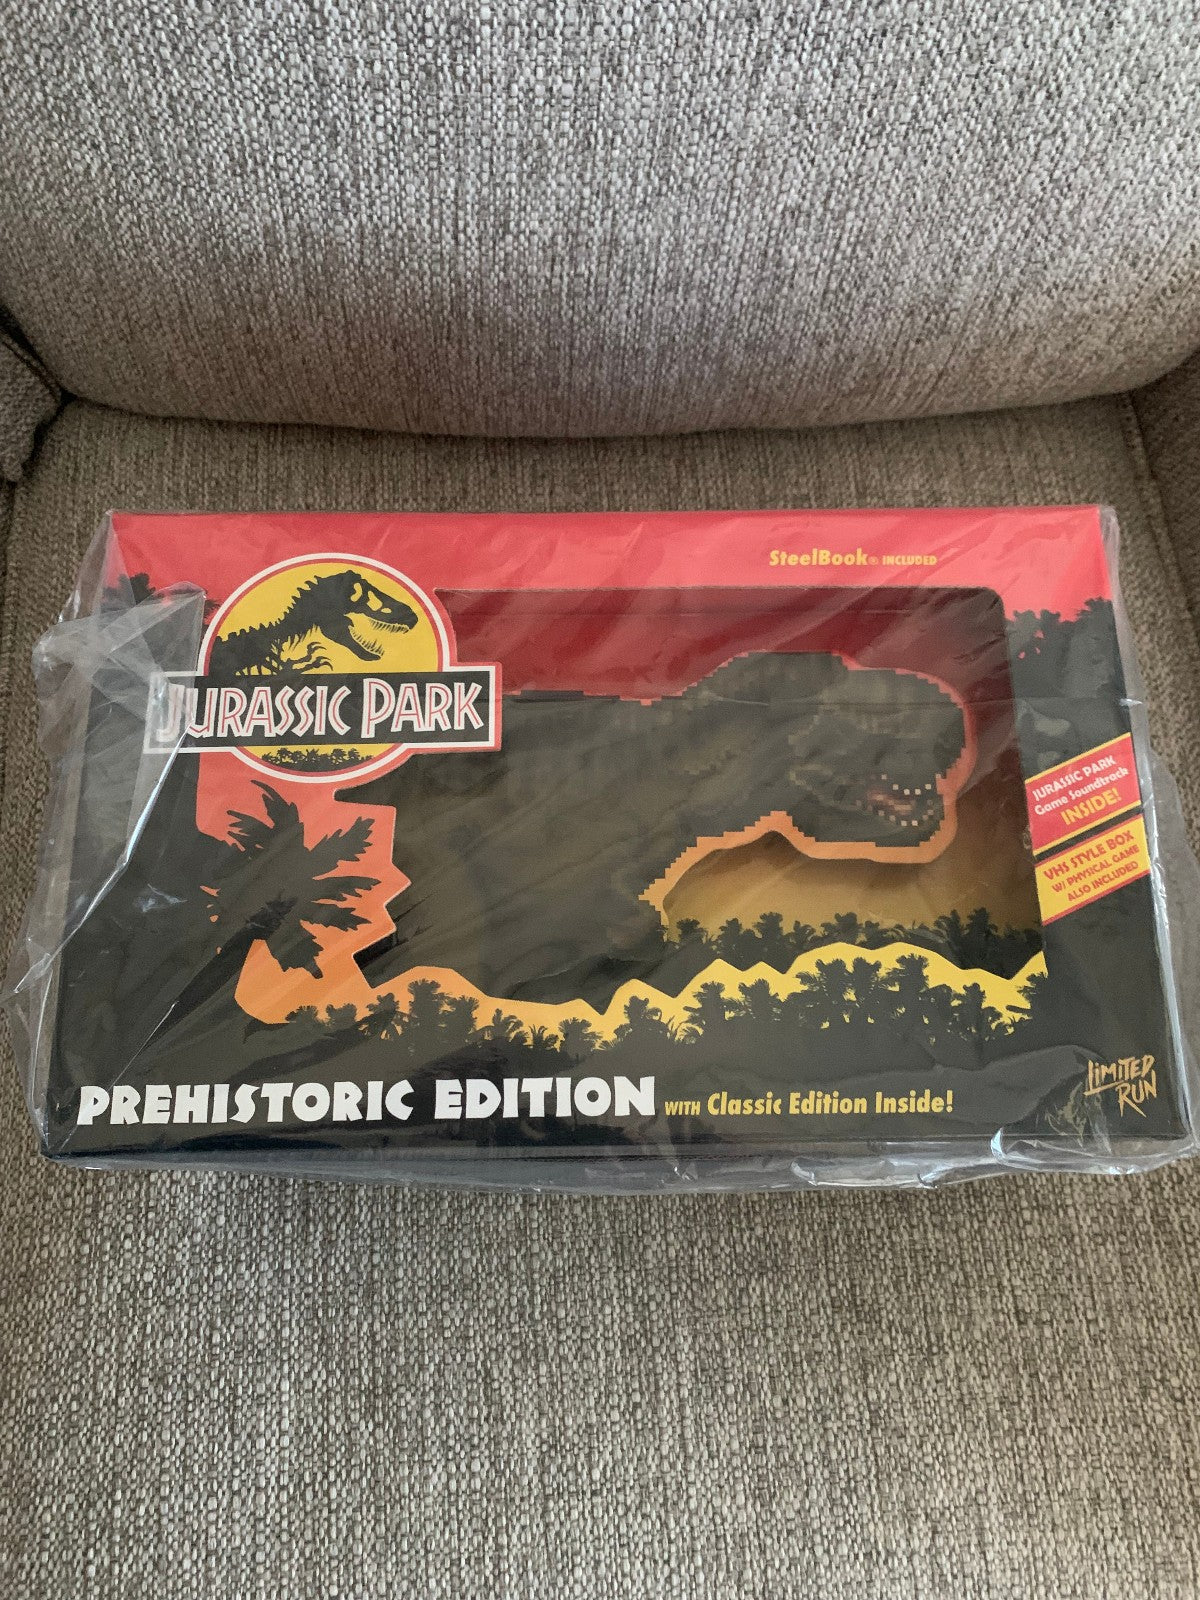 SteelBook® INCLUDED
JURASSIC PARK
JURASSIC PARK
Game Soundtrack
INSIDE!
VHS STYLE BOX
W/ PHYSICAL GAME
ALSO INCLUDED
LIMITED
RUN
PREHISTORIC EDITION WITH Classic Edition Inside!